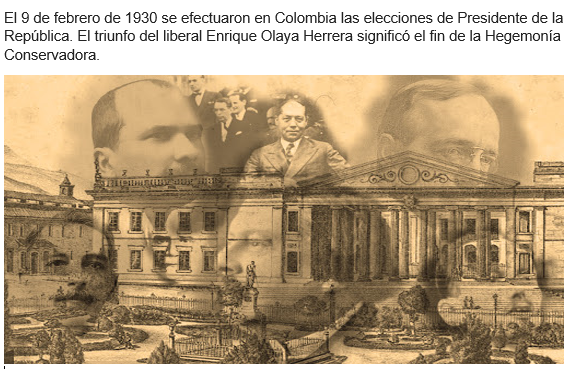 El 9 de febrero de 1930 se efectuaron en Colombia las elecciones de Presidente de la
República. El triunfo del liberal Enrique Olaya Herrera significó el fin de la Hegemonía
Conservadora.